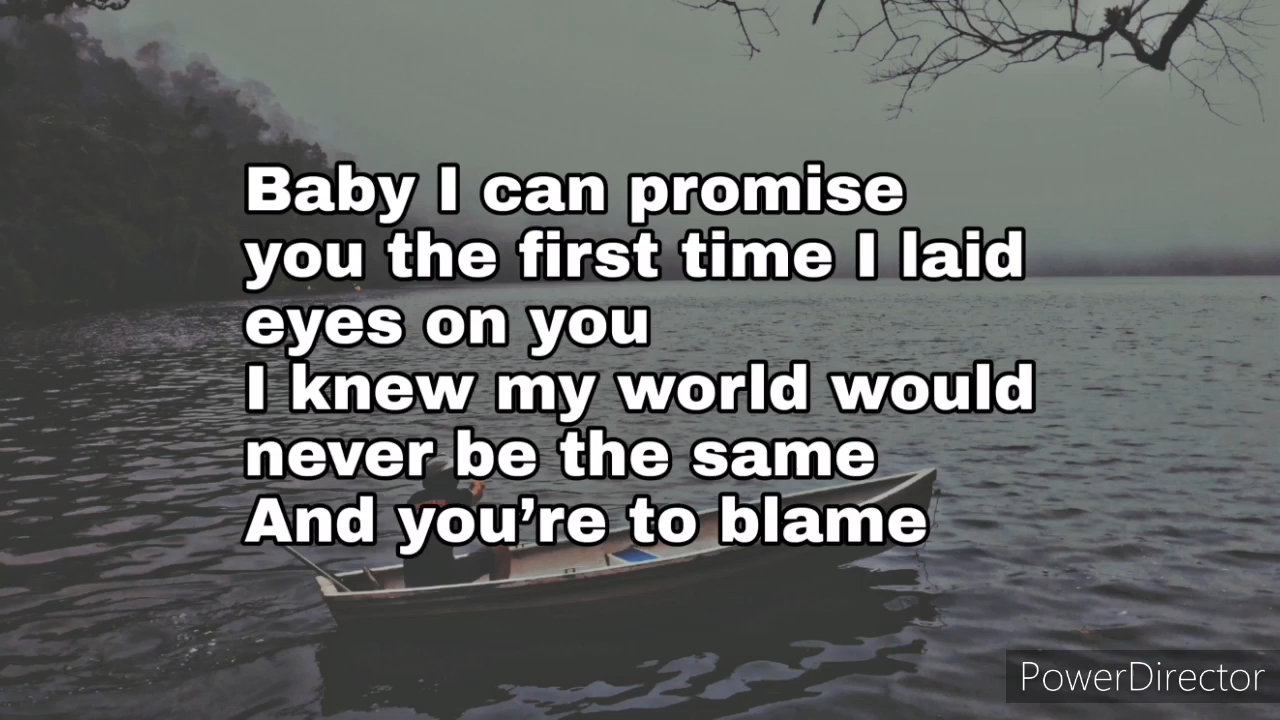 Baby I can promise
you the first time I laid
eyes on you
I knew my world would
never be the same
And you’re to blame
PowerDirector